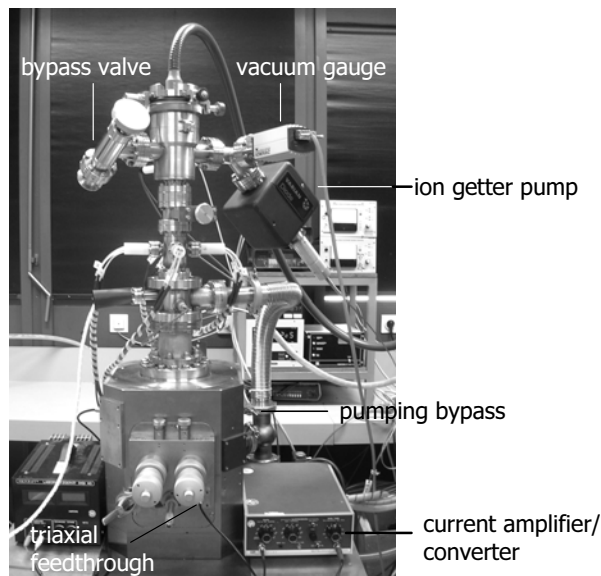 bypass valve
vacuum gauge
ion getter pump
pumping bypass
triaxial
feedthrough
current amplifier/
converter